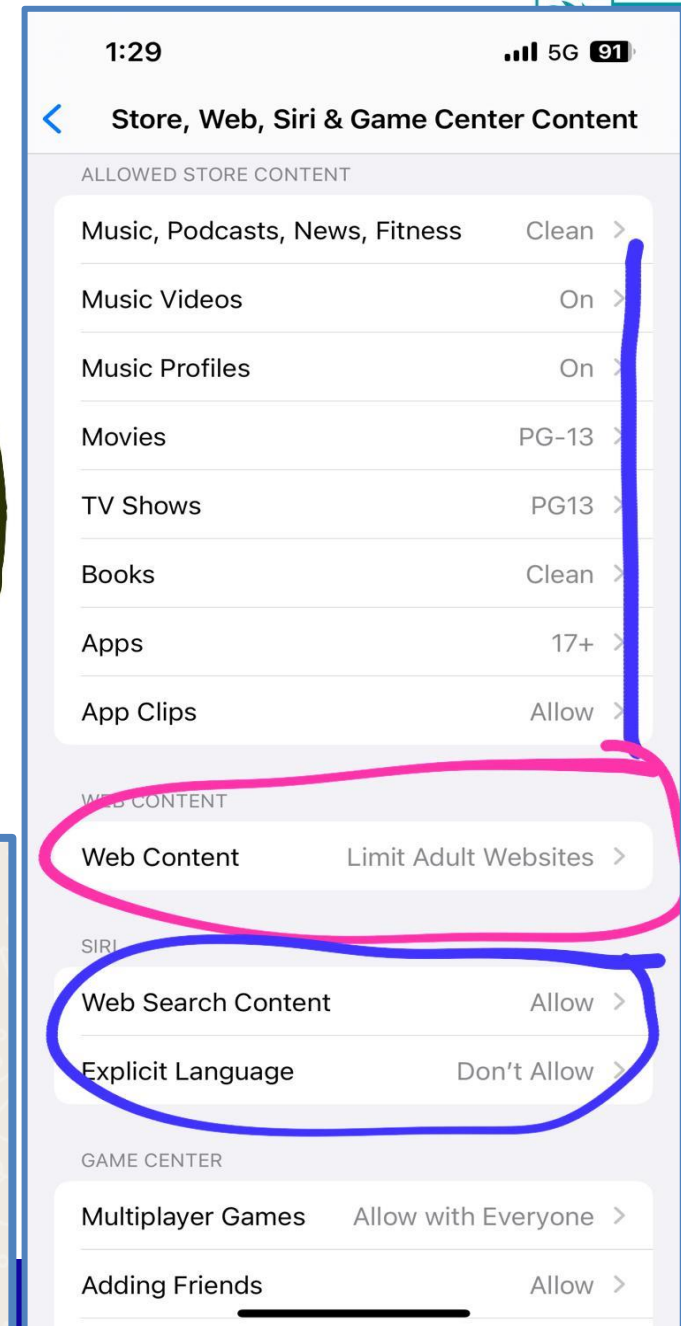 1:29 5G 91
Store, Web, Siri & Game Center Content
ALLOWED STORE CONTENT
Music, Podcasts, News, Fitness Clean
Music Videos On
Music Profiles On
Movies PG-13
TV Shows PG13
Books Clean
Apps 17+
App Clips Allow
WEB CONTENT
Web Content Limit Adult Websites
SIRI
Web Search Content Allow
Explicit Language Don’t Allow
GAME CENTER
Multiplayer Games Allow with Everyone
Adding Friends Allow